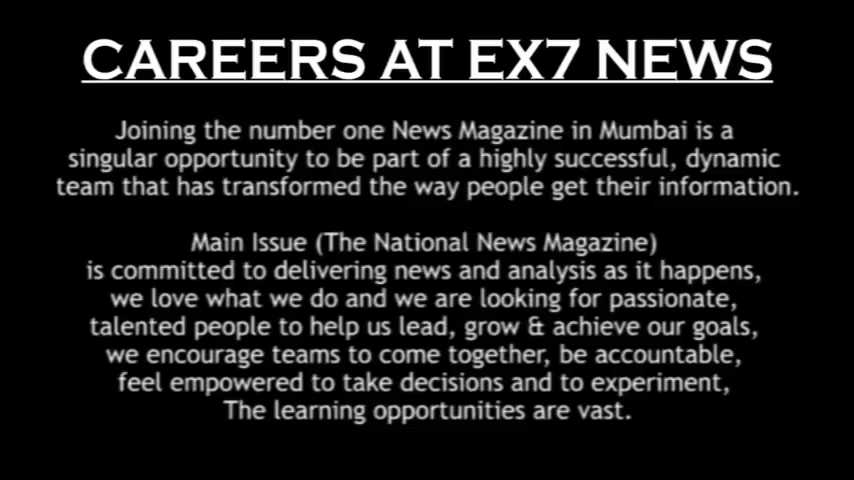 CAREERS AT EX7 NEWS
Joining the number one News Magazine in Mumbai is a
singular opportunity to be part of a highly successful, dynamic
team that has transformed the way people get their information.
Main Issue (The National News Magazine)
is committed to delivering news and analysis as it happens,
we love what we do and we are looking for passionate,
talented people to help us lead, grow & achieve our goals,
we encourage teams to come together, be accountable,
feel empowered to take decisions and to experiment,
The learning opportunities are vast.